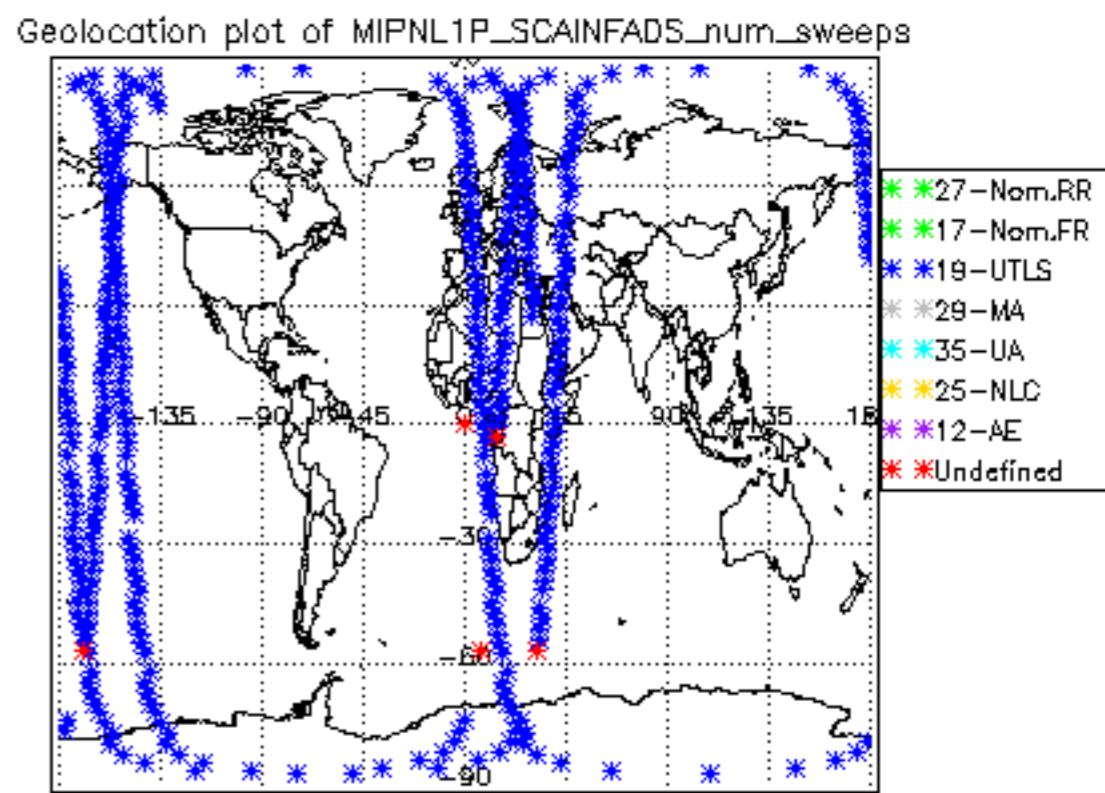 Geolocation plot of MIPNL1P_SCAINFADS_num_sweeps
27-Nom.RR
17-Nom.FR
19-UTLS
29-MA
35-UA
25-NLC
12-AE
Undefined
-135 -90 -45 90 135
-30
-60
-90